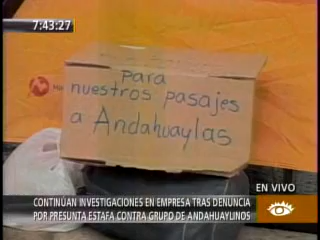 7:43:27
para
nuestros pasajes
a Andahuaylas
EN VIVO
CONTINÚAN INVESTIGACIONES EN EMPRESA TRAS DENUNCIA
POR PRESUNTA ESTAFA CONTRA GRUPO DE ANDAHUAYLINOS